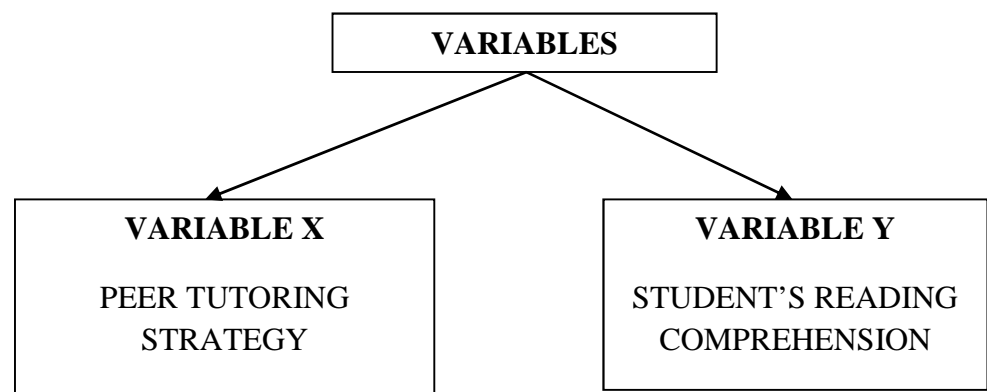 VARIABLES
VARIABLE X
PEER TUTORING
STRATEGY
VARIABLE Y
STUDENT’S READING
COMPREHENSION